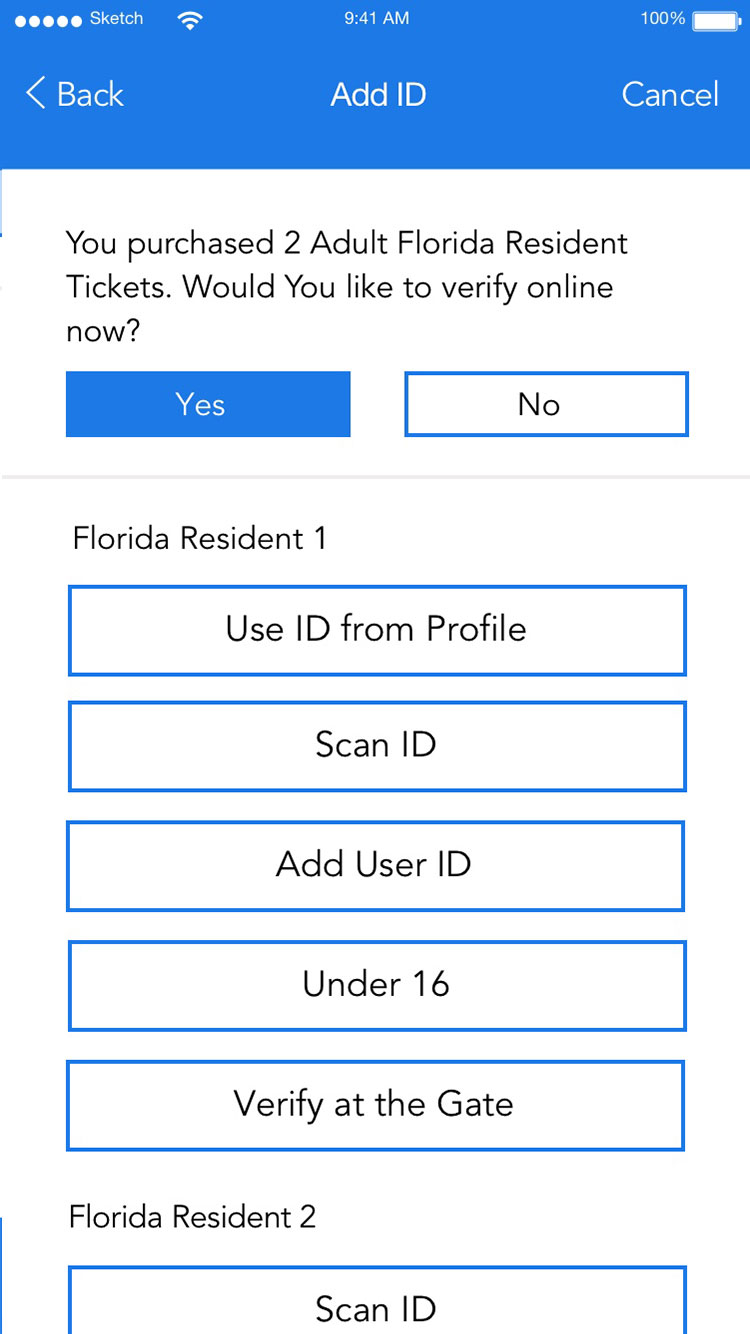 Sketch 9:41 AM 100%
Back Add ID Cancel
You purchased 2 Adult Florida Resident
Tickets. Would You like to verify online
now?
Yes No
Florida Resident 1
Use ID from Profile
Scan ID
Add User ID
Under 16
Verify at the Gate
Florida Resident 2
Scan ID